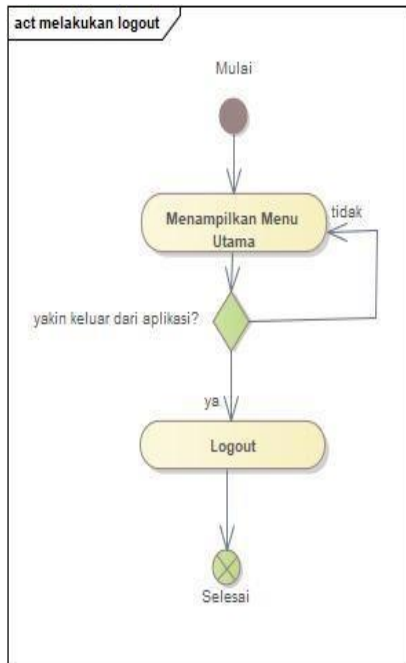 act melakukan logout
Mulai
Menampilkan Menu
Utama
tidak
yakin keluar dari aplikasi?
ya
Logout
Selesai